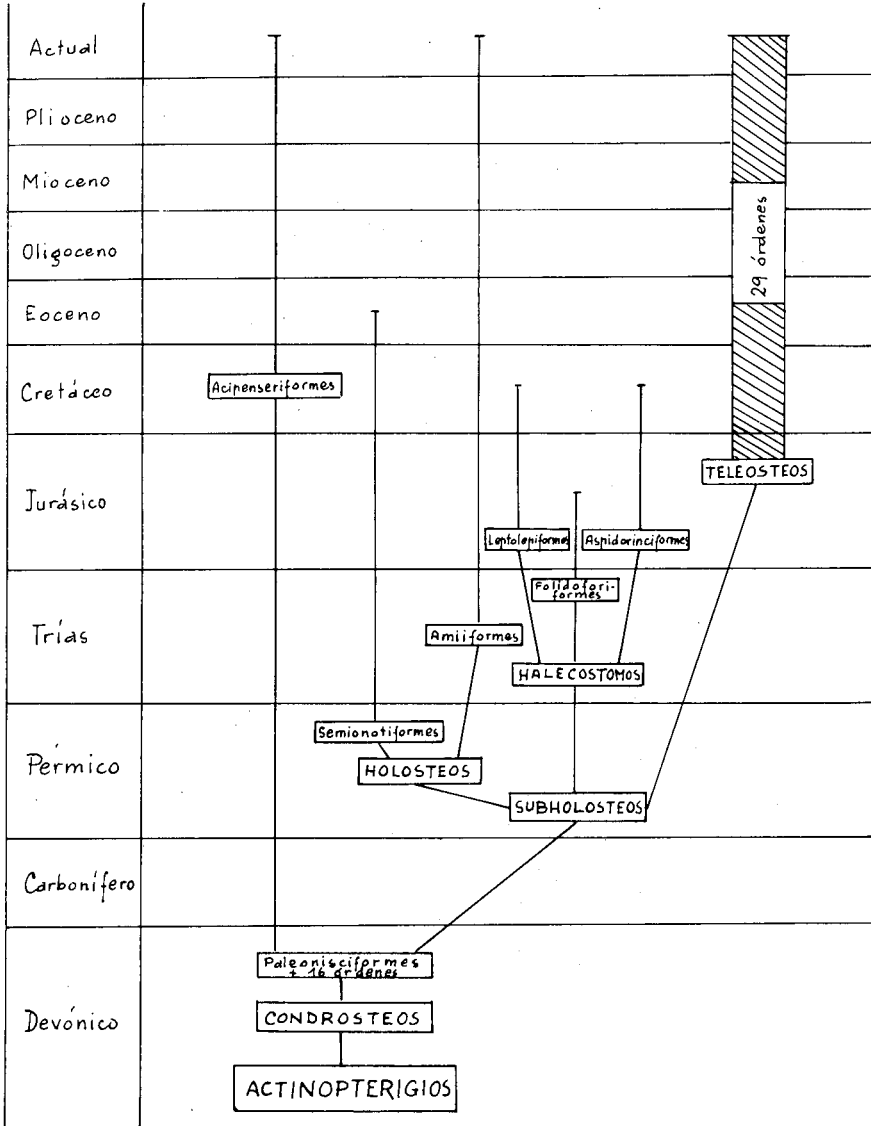 Actual
Plioceno
Mioceno
Oligoceno
29 órdenes
Eoceno
Cretáceo
Acipenseriformes
TELEOSTEOS
Jurásico
Leptolepiformes
Aspidorinciformes
Folidofori-
formes
Trías
Amiiformes
HALECOSTOMOS
Semionotiformes
Pérmico
HOLOSTEOS
SUBHOLOSTEOS
Carbonífero
Paleonisciformes
+ 16 órdenes
Devónico
CONDROSTEOS
ACTINOPTERIGIOS